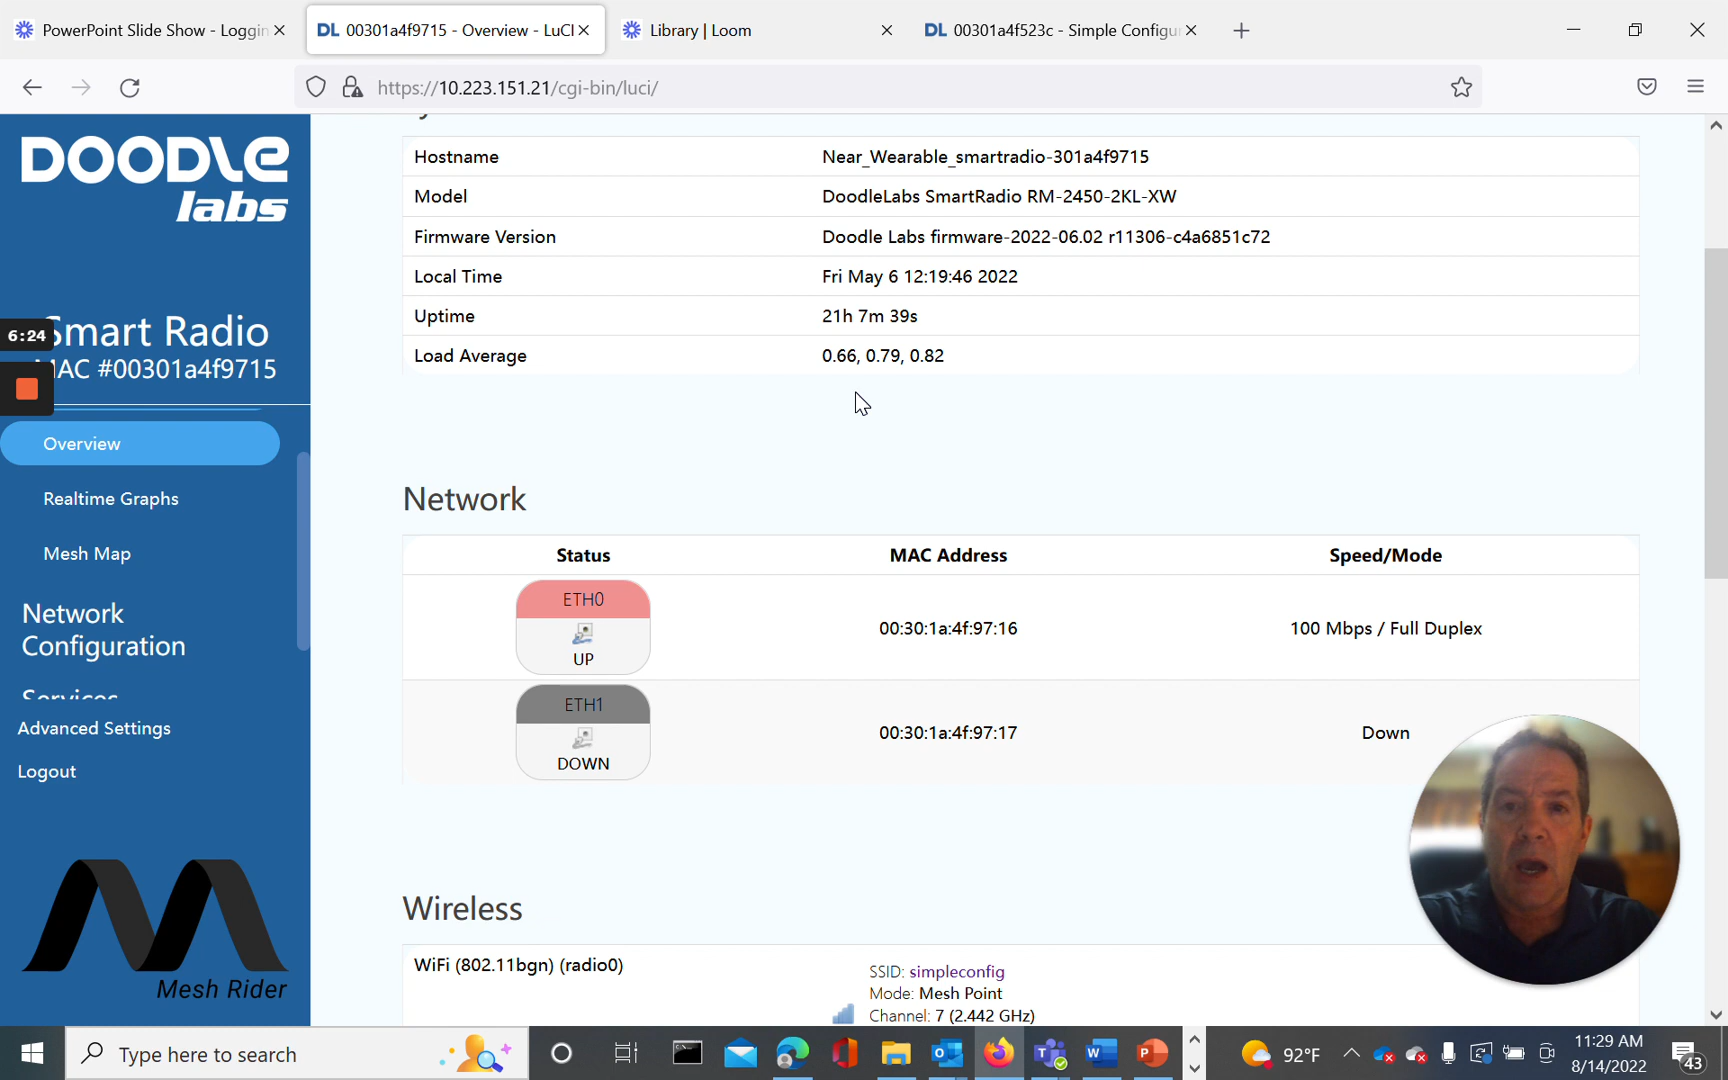 PowerPoint Slide Show - Loggin
DL 00301a4f9715 - Overview - LuCI
Library | Loom
DL 00301a4f523c - Simple Configu
https://10.223.151.21/cgi-bin/luci/
DOODLE
labs
Smart Radio
MAC #00301a4f9715
6:24
Overview
Realtime Graphs
Mesh Map
Network
Configuration
Services
Advanced Settings
Logout
Mesh Rider
Hostname Near_Wearable_smartradio-301a4f9715
Model DoodleLabs SmartRadio RM-2450-2KL-XW
Firmware Version Doodle Labs firmware-2022-06.02 r11306-c4a6851c72
Local Time Fri May 6 12:19:46 2022
Uptime 21h 7m 39s
Load Average 0.66, 0.79, 0.82
Network
Status MAC Address Speed/Mode
ETH0
UP
00:30:1a:4f:97:16 100 Mbps / Full Duplex
ETH1
DOWN
00:30:1a:4f:97:17 Down
Wireless
WiFi (802.11bgn) (radio0)
SSID: simpleconfig
Mode: Mesh Point
Channel: 7 (2.442 GHz)
Type here to search
92°F
11:29 AM
8/14/2022
43